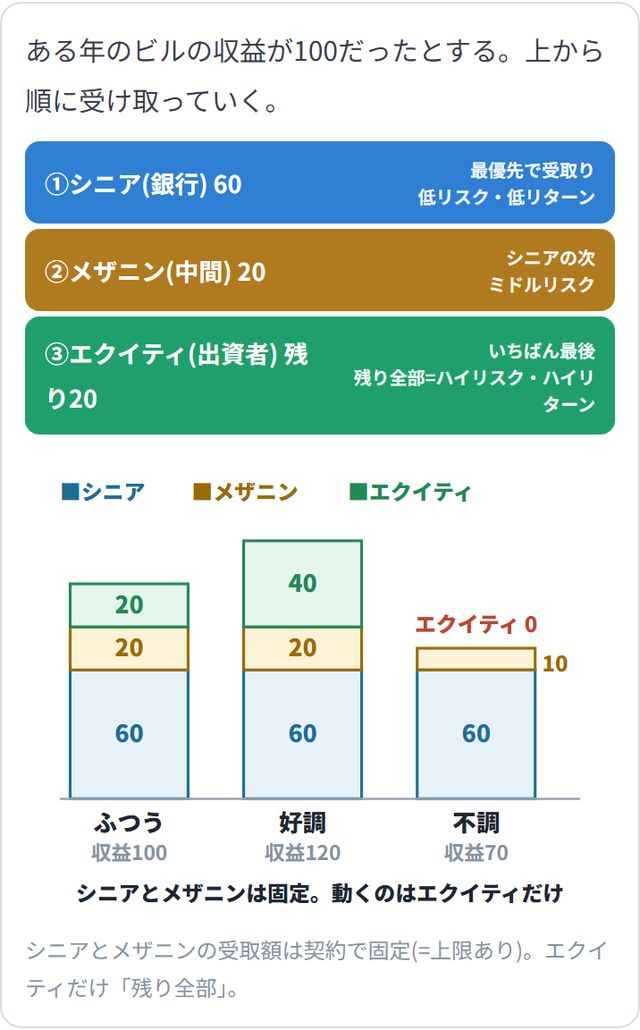 ある年のビルの収益が100だったとする。上から
順に受け取っていく。
①シニア(銀行) 60
最優先で受取り
低リスク・低リターン
②メザニン(中間) 20
シニアの次
ミドルリスク
③エクイティ(出資者) 残
り20
いちばん最後
残り全部=ハイリスク・ハイリ
ターン
■シニア ■メザニン ■エクイティ
20
20
60
40
20
60
エクイティ 0
10
60
ふつう 好調 不調
収益100 収益120 収益70
シニアとメザニンは固定。動くのはエクイティだけ
シニアとメザニンの受取額は契約で固定(=上限あり)。エクイ
ティだけ「残り全部」。